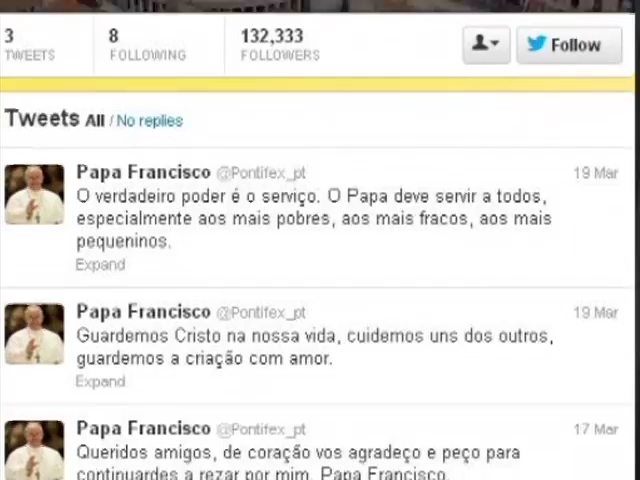 3 8 132,333
TWEETS FOLLOWING FOLLOWERS Follow
Tweets All / No replies
Papa Francisco @Pontifex_pt 19 Mar
O verdadeiro poder é o serviço. O Papa deve servir a todos,
especialmente aos mais pobres, aos mais fracos, aos mais
pequeninos.
Expand
Papa Francisco @Pontifex_pt 19 Mar
Guardemos Cristo na nossa vida, cuidemos uns dos outros,
guardemos a criação com amor.
Expand
Papa Francisco @Pontifex_pt 17 Mar
Queridos amigos, de coração vos agradeço e peço para
continuardes a rezar por mim. Papa Francisco.